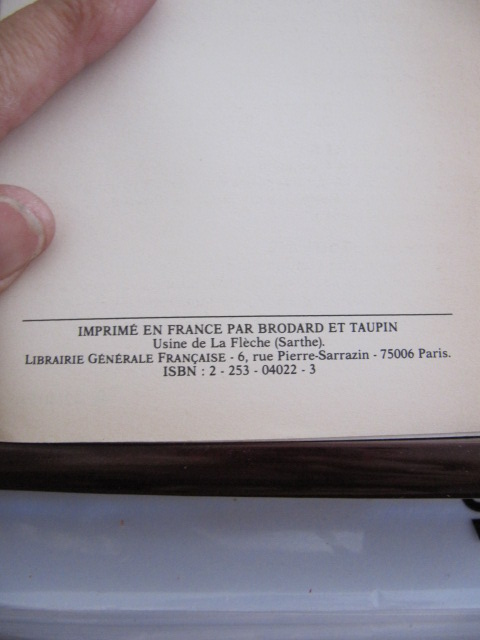 IMPRIMÉ EN FRANCE PAR BRODARD ET TAUPIN
Usine de La Flèche (Sarthe).
LIBRAIRIE GÉNÉRALE FRANÇAISE - 6, rue Pierre-Sarrazin - 75006 Paris.
ISBN : 2 - 253 - 04022 - 3